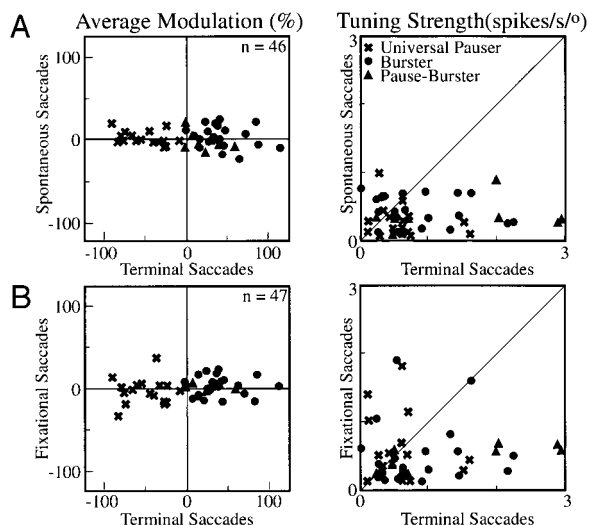 A
Average Modulation (%)
Tuning Strength(spikes/s/º)
n = 46
Universal Pauser
Burster
Pause-Burster
Spontaneous Saccades
100
0
-100
-100
0
100
Terminal Saccades
Spontaneous Saccades
3
0
0
3
Terminal Saccades
B
n = 47
Fixational Saccades
100
0
-100
-100
0
100
Terminal Saccades
Fixational Saccades
3
0
0
3
Terminal Saccades